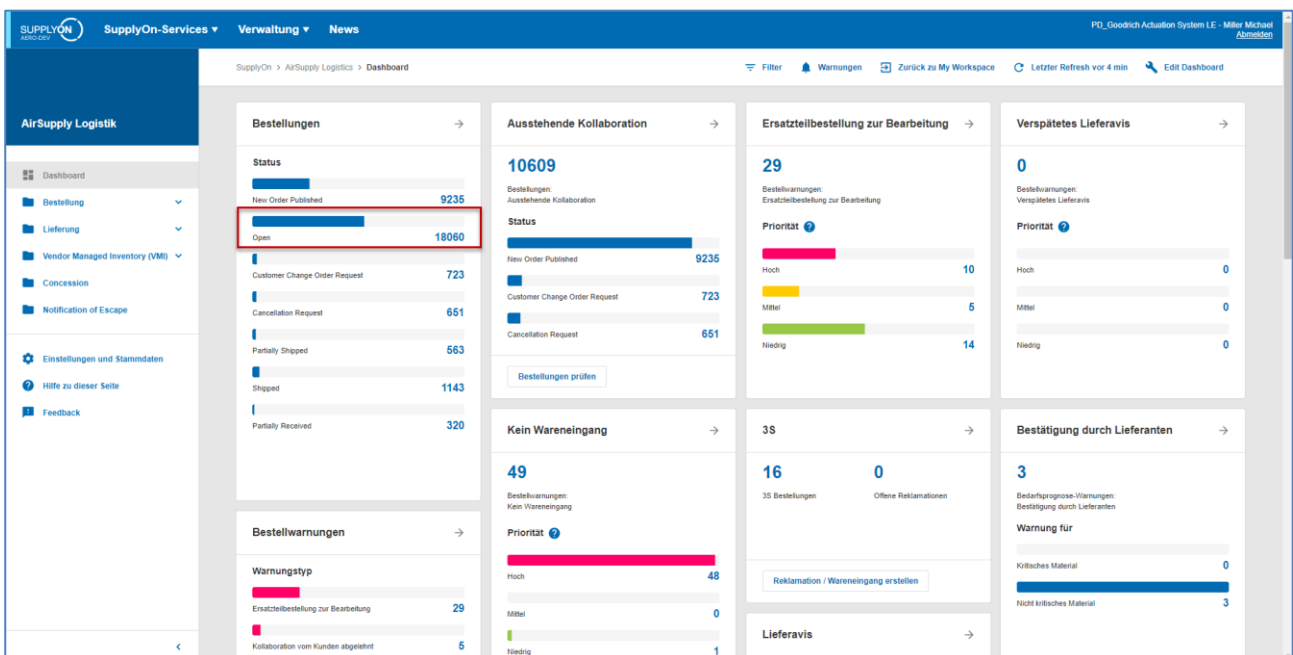 SUPPLYON
AERO-DEV
SupplyOn-Services ▾ Verwaltung ▾ News
PD_Goodrich Actuation System LE - Miller Michael
Abmelden
SupplyOn > AirSupply Logistics > Dashboard
Filter Warnungen Zurück zu My Workspace Letzter Refresh vor 4 min Edit Dashboard
AirSupply Logistik
Dashboard
Bestellung
Lieferung
Vendor Managed Inventory (VMI)
Concession
Notification of Escape
Einstellungen und Stammdaten
Hilfe zu dieser Seite
Feedback
Bestellungen
Status
New Order Published 9235
Open 18060
Customer Change Order Request 723
Cancellation Request 651
Partially Shipped 563
Shipped 1143
Partially Received 320
Ausstehende Kollaboration
10609
Bestellungen:
Ausstehende Kollaboration
Status
New Order Published 9235
Customer Change Order Request 723
Cancellation Request 651
Bestellungen prüfen
Ersatzteilbestellung zur Bearbeitung
29
Bestellwarnungen:
Ersatzteilbestellung zur Bearbeitung
Priorität ?
Hoch 10
Mittel 5
Niedrig 14
Verspätetes Lieferavis
0
Bestellwarnungen:
Verspätetes Lieferavis
Priorität ?
Hoch 0
Mittel 0
Niedrig 0
Bestellwarnungen
Warnungstyp
Ersatzteilbestellung zur Bearbeitung 29
Kollaboration vom Kunden abgelehnt 5
Kein Wareneingang
49
Bestellwarnungen:
Kein Wareneingang
Priorität ?
Hoch 48
Mittel 0
Niedrig 1
3S
16 0
3S Bestellungen Offene Reklamationen
Reklamation / Wareneingang erstellen
Lieferavis
Bestätigung durch Lieferanten
3
Bedarfsprognose-Warnungen:
Bestätigung durch Lieferanten
Warnung für
Kritisches Material 0
Nicht kritisches Material 3